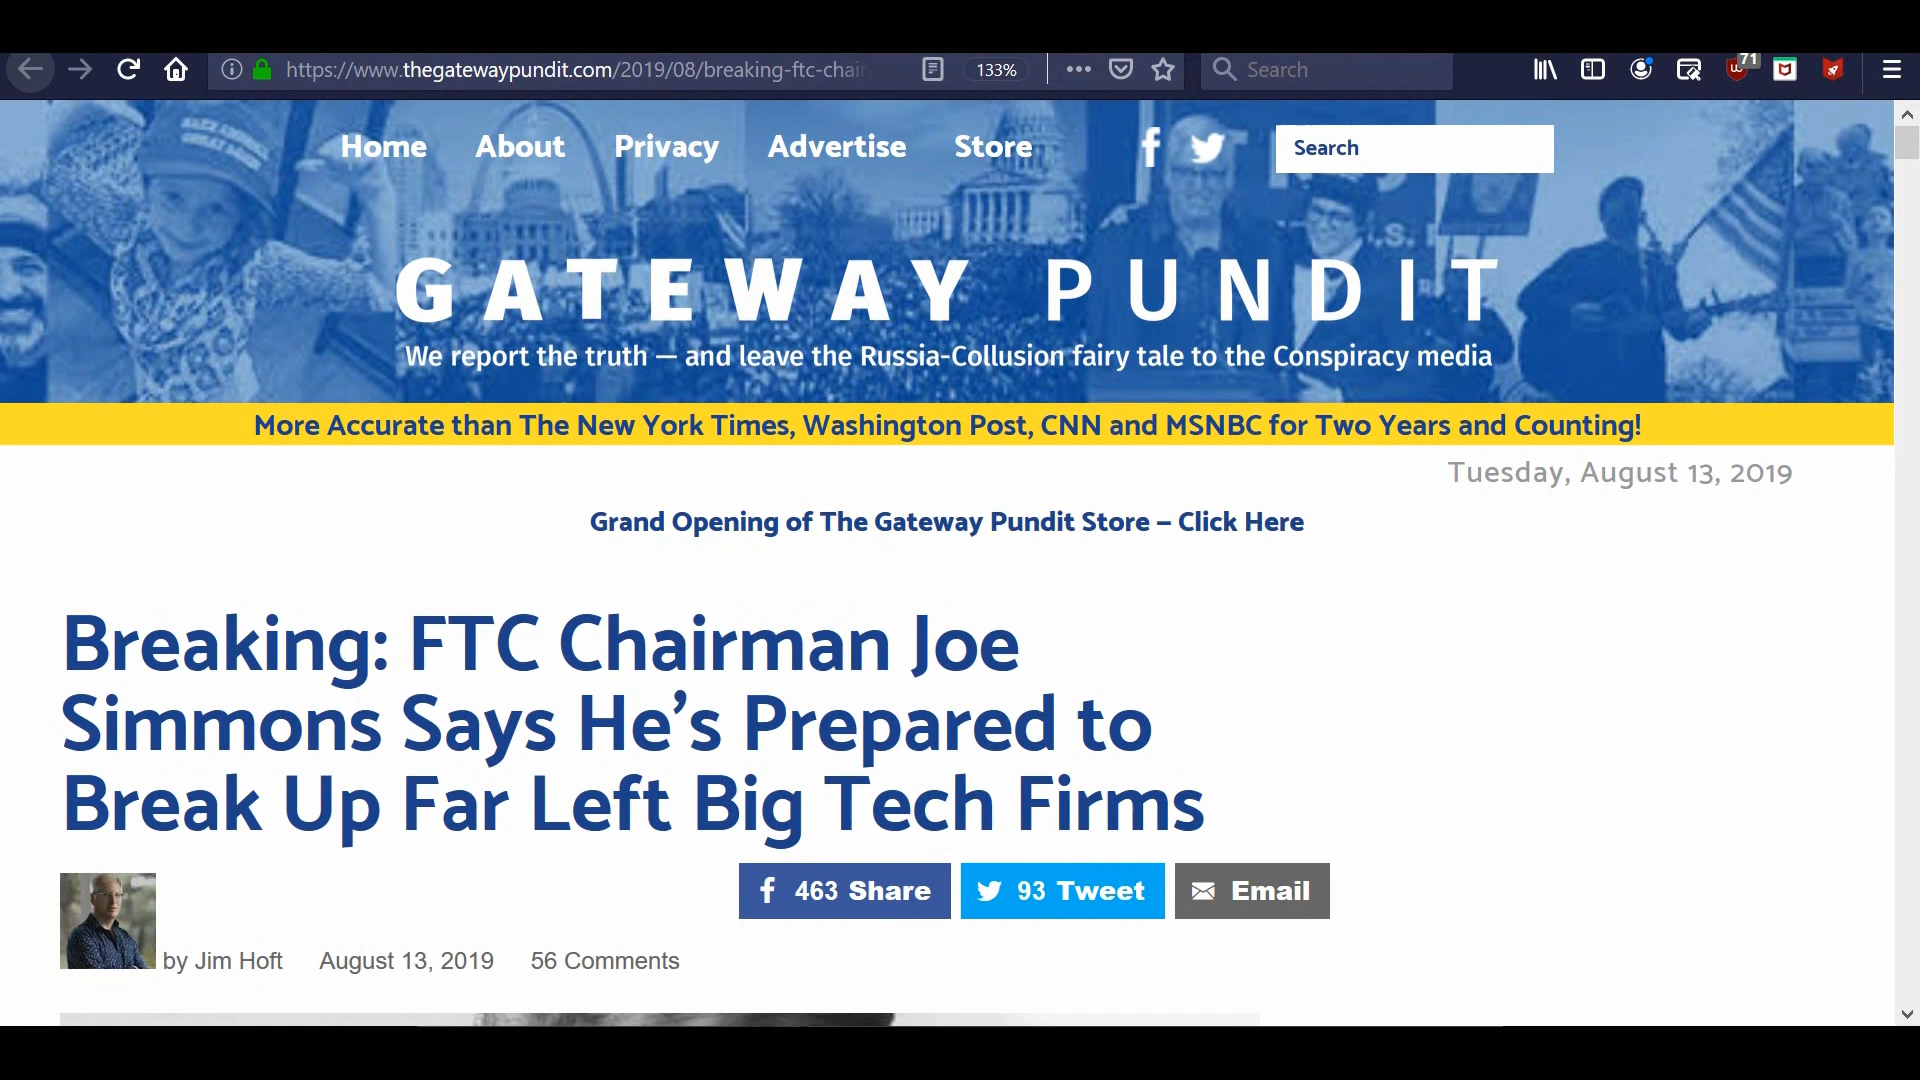 https://www.thegatewaypundit.com/2019/08/breaking-ftc-chair
133%
Search
71
Home About Privacy Advertise Store
Search
GATEWAY PUNDIT
We report the truth — and leave the Russia-Collusion fairy tale to the Conspiracy media
More Accurate than The New York Times, Washington Post, CNN and MSNBC for Two Years and Counting!
Tuesday, August 13, 2019
Grand Opening of The Gateway Pundit Store – Click Here
Breaking: FTC Chairman Joe
Simmons Says He’s Prepared to
Break Up Far Left Big Tech Firms
463 Share 93 Tweet Email
by Jim Hoft August 13, 2019 56 Comments